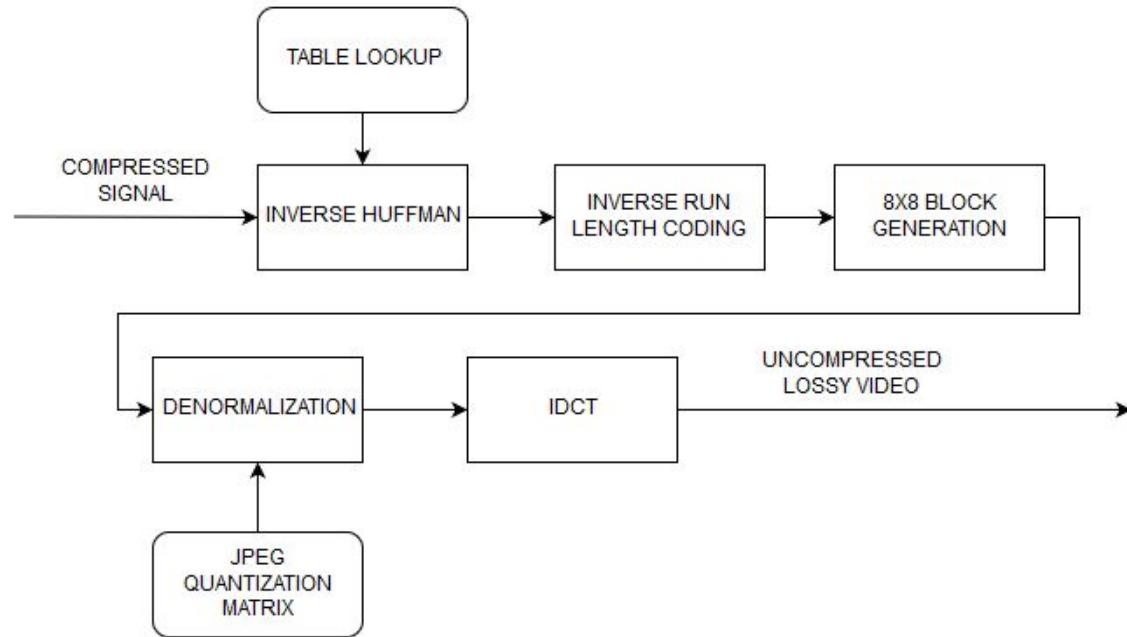 TABLE LOOKUP
COMPRESSED
SIGNAL
INVERSE HUFFMAN
INVERSE RUN
LENGTH CODING
8X8 BLOCK
GENERATION
DENORMALIZATION
IDCT
UNCOMPRESSED
LOSSY VIDEO
JPEG
QUANTIZATION
MATRIX